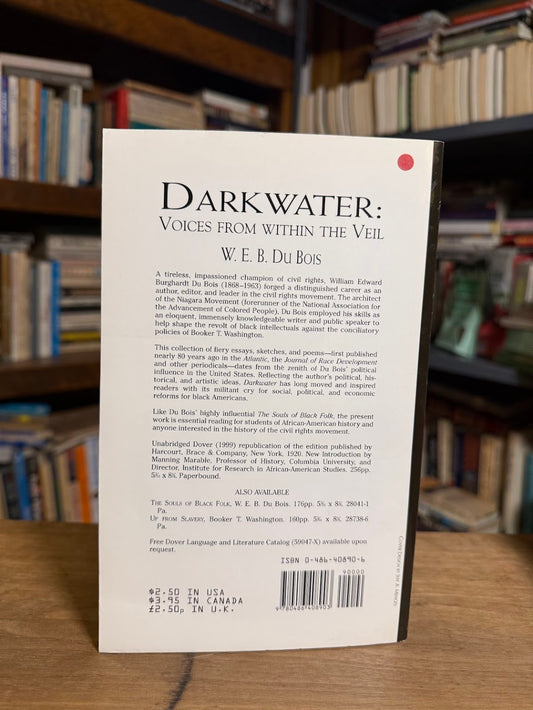 DARKWATER:
VOICES FROM WITHIN THE VEIL
W. E. B. DU BOIS
A tireless, impassioned champion of civil rights, William Edward
Burghardt Du Bois (1868–1963) forged a distinguished career as an
author, editor, and leader in the civil rights movement. The architect
of the Niagara Movement (forerunner of the National Association for
the Advancement of Colored People), Du Bois employed his skills as
an eloquent, immensely knowledgeable writer and public speaker to
help shape the revolt of black intellectuals against the conciliatory
policies of Booker T. Washington.
This collection of fiery essays, sketches, and poems—first published
nearly 80 years ago in the Atlantic, the Journal of Race Development
and other periodicals—dates from the zenith of Du Bois' political
influence in the United States. Reflecting the author's political, his-
torical, and artistic ideas, Darkwater has long moved and inspired
readers with its militant cry for social, political, and economic
reforms for black Americans.
Like Du Bois' highly influential The Souls of Black Folk, the present
work is essential reading for students of African-American history and
anyone interested in the history of the civil rights movement.
Unabridged Dover (1999) republication of the edition published by
Harcourt, Brace & Company, New York, 1920. New Introduction by
Manning Marable, Professor of History, Columbia University, and
Director, Institute for Research in African-American Studies. 256pp.
5⅜ x 8¼. Paperbound.
ALSO AVAILABLE
THE SOULS OF BLACK FOLK, W. E. B. Du Bois. 176pp. 5⅜ x 8¼. 28041-1
Pa.
UP FROM SLAVERY, Booker T. Washington. 160pp. 5⅜ x 8¼. 28738-6
Pa.
Free Dover Language and Literature Catalog (59047-X) available upon
request.
ISBN 0-486-40890-6
90000
9 780486 408903
$2.50 IN USA
$3.95 IN CANADA
£2.50p IN U.K.